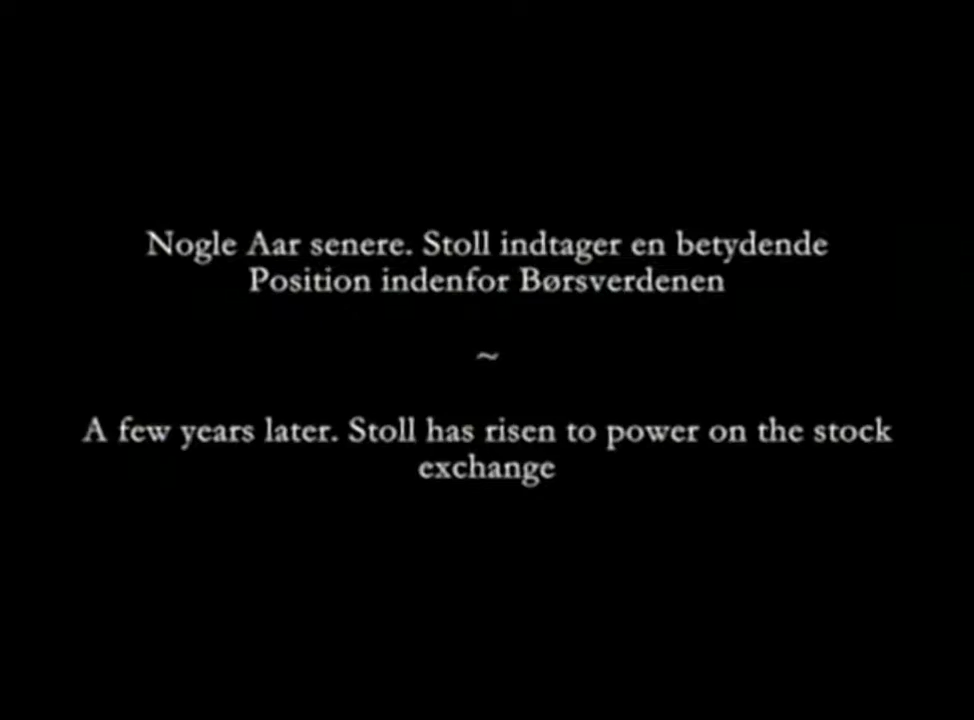 Nogle Aar senere. Stoll indtager en betydende
Position indenfor Børsverdenen
~
A few years later. Stoll has risen to power on the stock
exchange